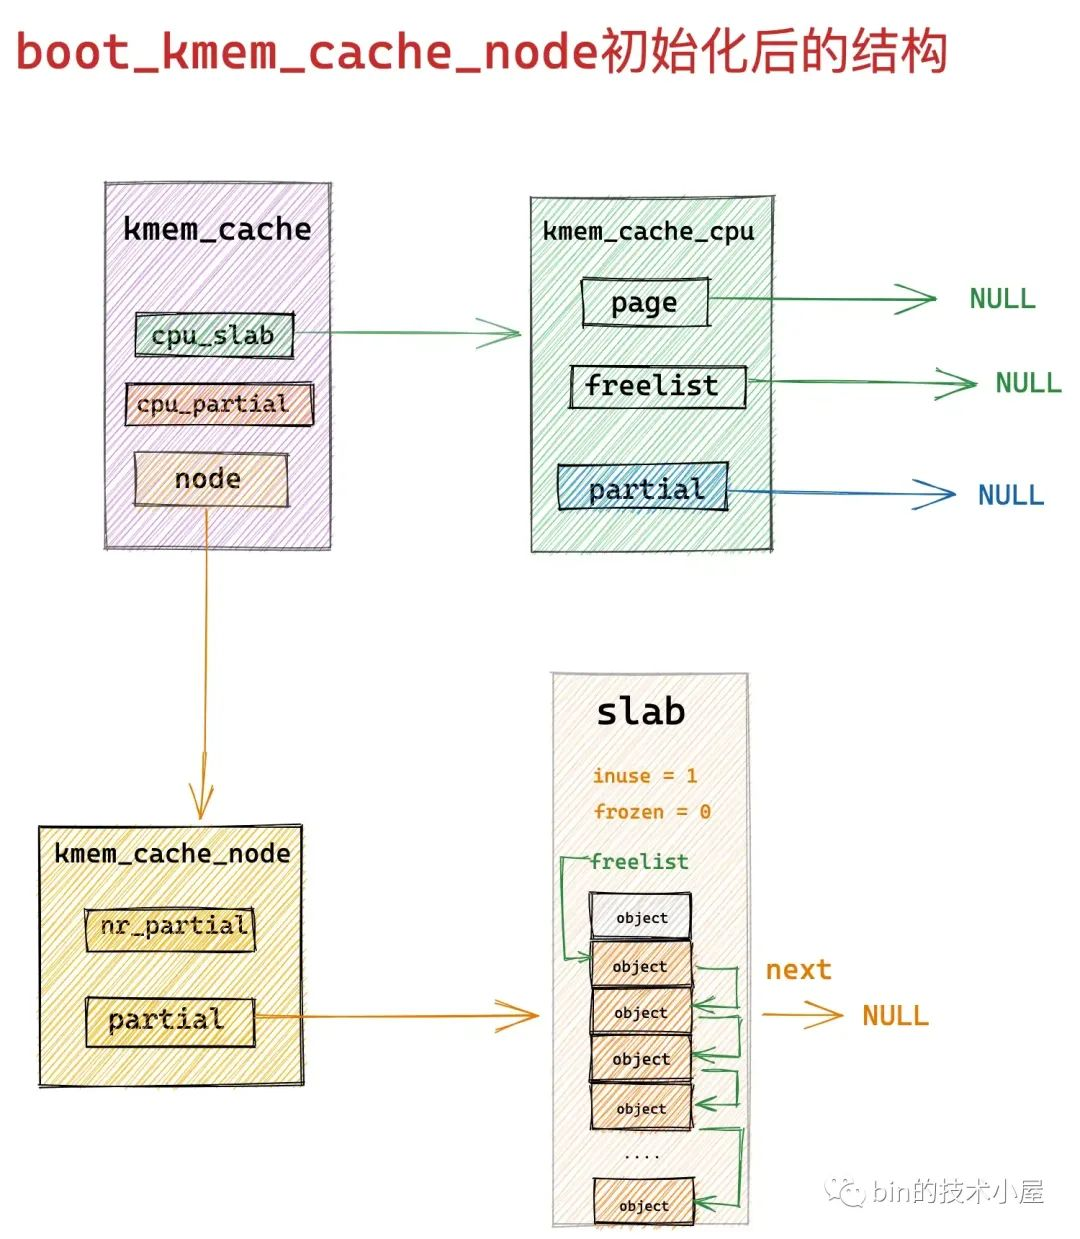 boot_kmem_cache_node初始化后的结构
kmem_cache
cpu_slab
cpu_partial
node
kmem_cache_cpu
page
NULL
freelist
NULL
partial
NULL
kmem_cache_node
nr_partial
partial
slab
inuse = 1
frozen = 0
freelist
object
object
object
object
object
....
object
next
NULL
bin的技术小屋